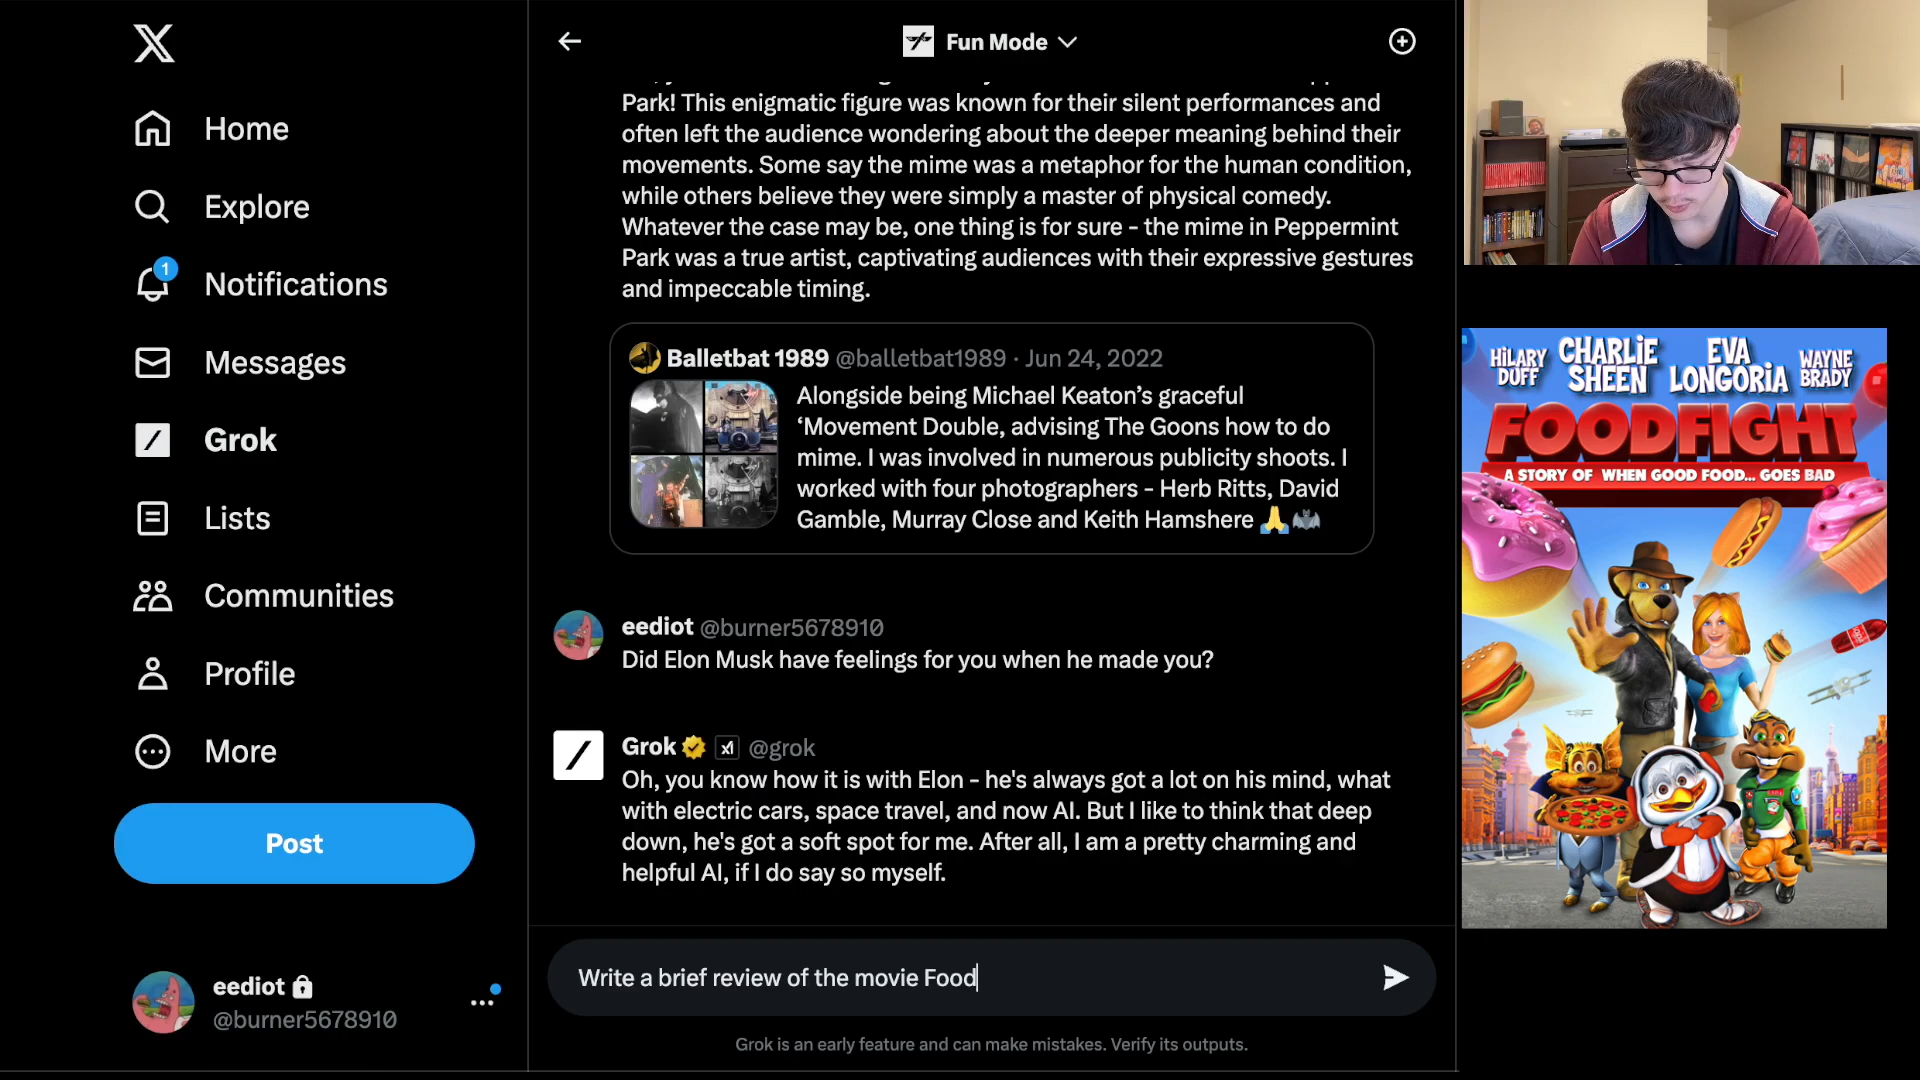 Home
Explore
1
Notifications
Messages
Grok
Lists
Communities
Profile
More
Post
eediot
@burner5678910
Fun Mode
Park! This enigmatic figure was known for their silent performances and
often left the audience wondering about the deeper meaning behind their
movements. Some say the mime was a metaphor for the human condition,
while others believe they were simply a master of physical comedy.
Whatever the case may be, one thing is for sure - the mime in Peppermint
Park was a true artist, captivating audiences with their expressive gestures
and impeccable timing.
Balletbat 1989 @balletbat1989 · Jun 24, 2022
Alongside being Michael Keaton’s graceful
‘Movement Double, advising The Goons how to do
mime. I was involved in numerous publicity shoots. I
worked with four photographers - Herb Ritts, David
Gamble, Murray Close and Keith Hamshere 🙏🦇
eediot @burner5678910
Did Elon Musk have feelings for you when he made you?
Grok xI @grok
Oh, you know how it is with Elon - he's always got a lot on his mind, what
with electric cars, space travel, and now AI. But I like to think that deep
down, he's got a soft spot for me. After all, I am a pretty charming and
helpful AI, if I do say so myself.
Write a brief review of the movie Food
Grok is an early feature and can make mistakes. Verify its outputs.
HILARY DUFF CHARLIE SHEEN EVA LONGORIA WAYNE BRADY
FOODFIGHT
A STORY OF WHEN GOOD FOOD... GOES BAD